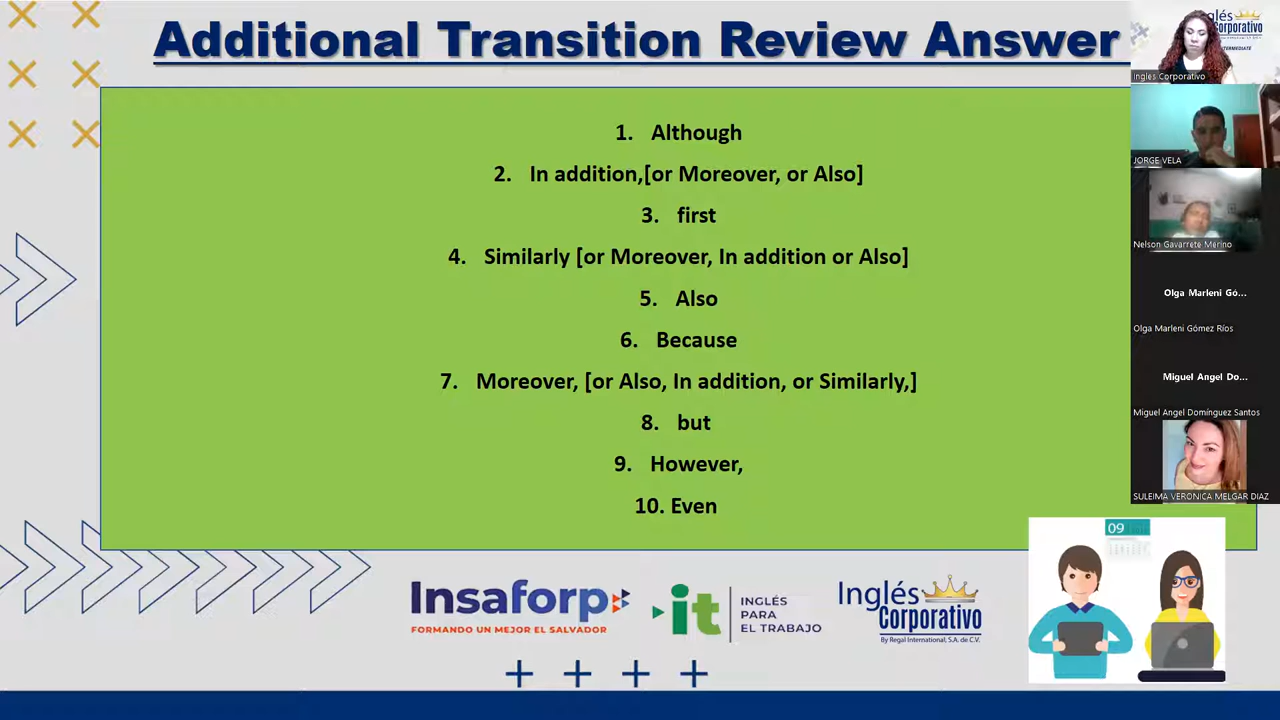 Additional Transition Review Answer
1. Although
2. In addition,[or Moreover, or Also]
3. first
4. Similarly [or Moreover, In addition or Also]
5. Also
6. Because
7. Moreover, [or Also, In addition, or Similarly,]
8. but
9. However,
10. Even
Insaforp
FORMANDO UN MEJOR EL SALVADOR
it
INGLÉS
PARA
EL TRABAJO
Inglés
Corporativo
By Regal International, S.A. de C.V.
09
glés
Corporativo
Inglés Corporativo
JORGE VELA
Nelson Gavarrete Merino
Olga Marleni Gó...
Olga Marleni Gómez Ríos
Miguel Angel Do...
Miguel Angel Domínguez Santos
SULEIMA VERONICA MELGAR DIAZ